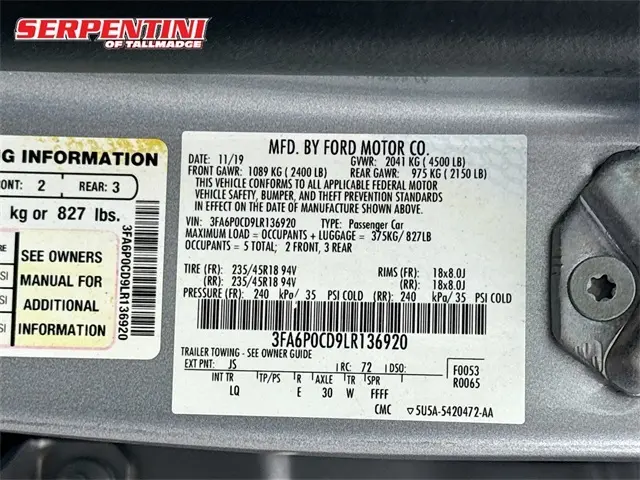 SERPENTINI
OF TALLMADGE
NG INFORMATION
ONT: 2 REAR: 3
kg or 827 lbs.
SEE OWNERS
MANUAL FOR
ADDITIONAL
INFORMATION
3FA6P0CD9LR136920
MFD. BY FORD MOTOR CO.
DATE: 11/19 GVWR: 2041 KG ( 4500 LB)
FRONT GAWR: 1089 KG ( 2400 LB) REAR GAWR: 975 KG ( 2150 LB)
THIS VEHICLE CONFORMS TO ALL APPLICABLE FEDERAL MOTOR
VEHICLE SAFETY, BUMPER, AND THEFT PREVENTION STANDARDS
IN EFFECT ON THE DATE OF MANUFACTURE SHOWN ABOVE.
VIN: 3FA6P0CD9LR136920 TYPE: Passenger Car
MAXIMUM LOAD = OCCUPANTS + LUGGAGE = 375KG/ 827LB
OCCUPANTS = 5 TOTAL; 2 FRONT, 3 REAR
TIRE (FR): 235/45R18 94V RIMS (FR): 18x8.0J
(RR): 235/45R18 94V (RR): 18x8.0J
PRESSURE (FR): 240 kPa/ 35 PSI COLD (RR): 240 kPa/ 35 PSI COLD
3FA6P0CD9LR136920
TRAILER TOWING - SEE OWNER GUIDE
EXT PNT: JS RC: 72 DSO: F0053
INT TR TP/PS R AXLE TR SPR R0065
LQ E 30 W FFFF
CMC 5U5A-5420472-AA